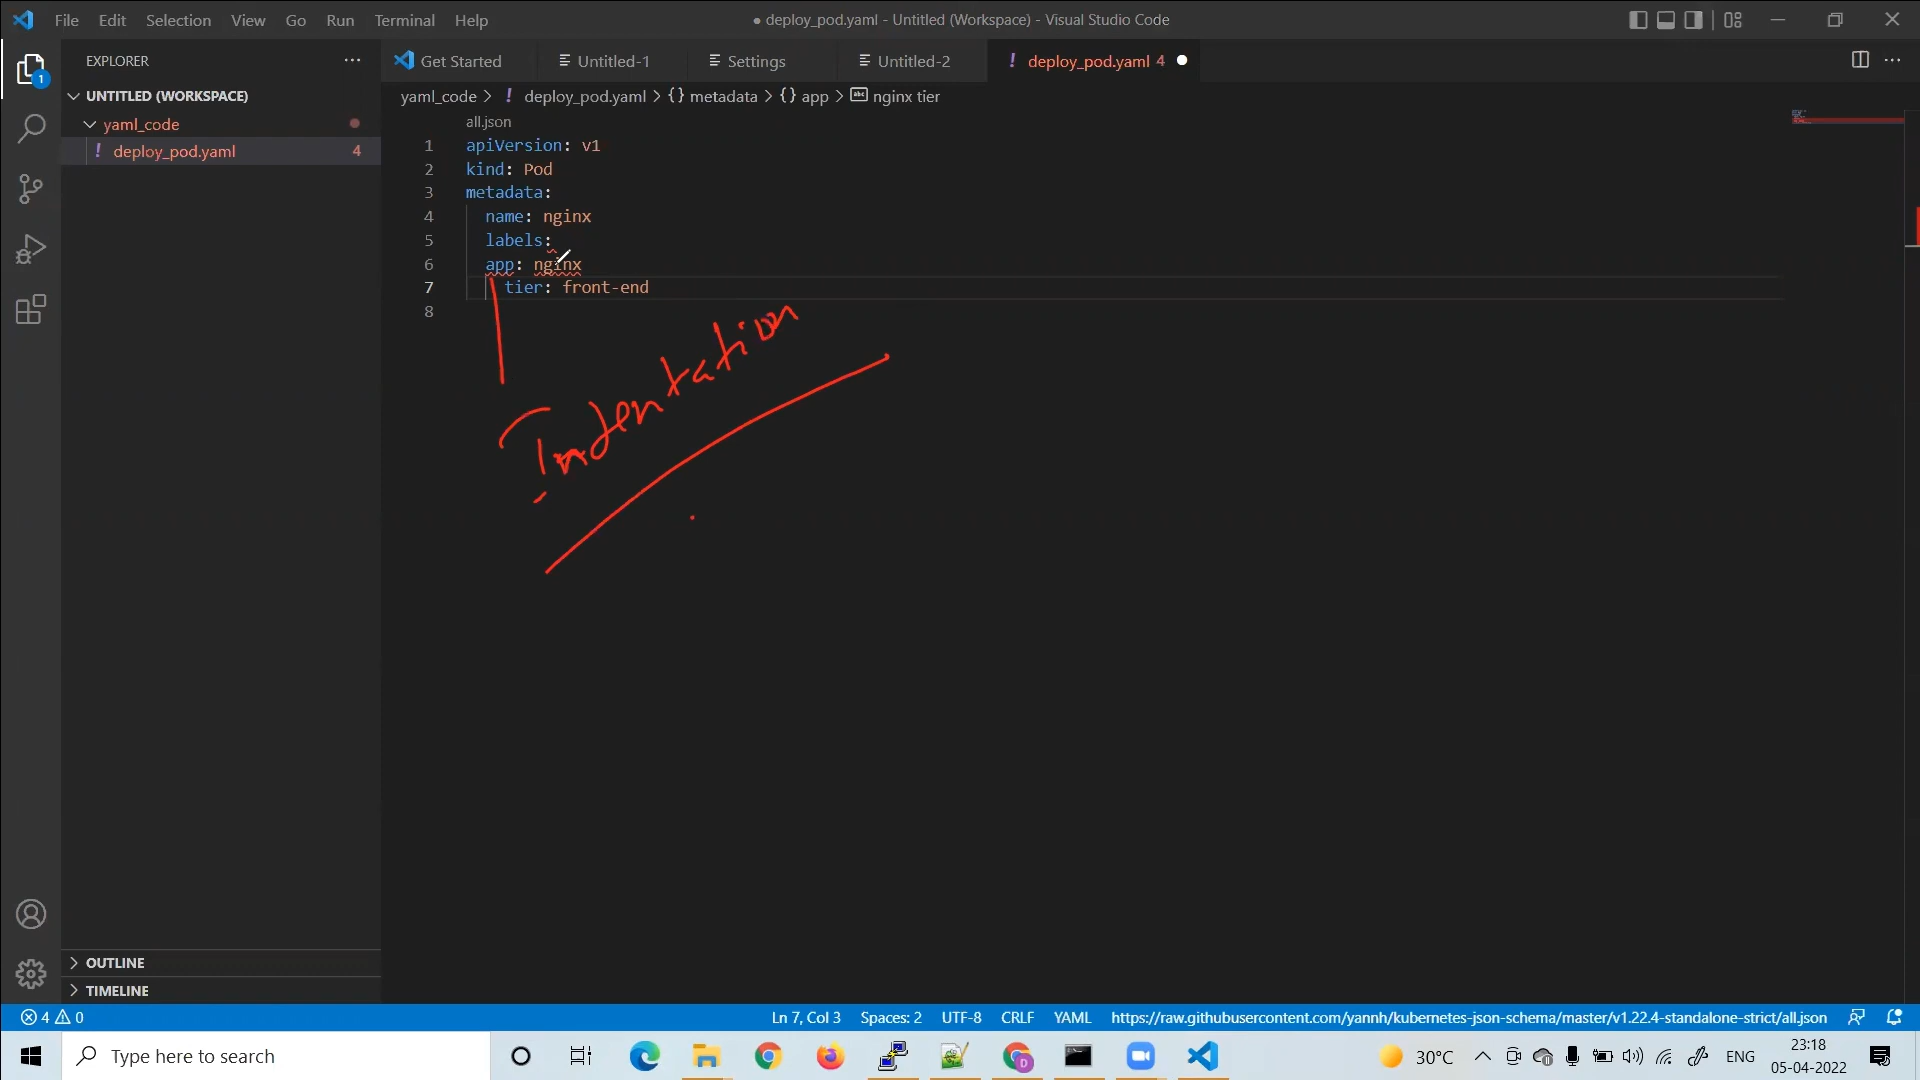 File Edit Selection View Go Run Terminal Help
● deploy_pod.yaml - Untitled (Workspace) - Visual Studio Code
EXPLORER
Get Started
Untitled-1
Settings
Untitled-2
! deploy_pod.yaml 4
1
UNTITLED (WORKSPACE)
yaml_code
! deploy_pod.yaml 4
yaml_code > ! deploy_pod.yaml > {} metadata > {} app > abc nginx tier
all.json
1 apiVersion: v1
2 kind: Pod
3 metadata:
4 name: nginx
5 labels:
6 app: nginx
7 tier: front-end
8
Indentation
OUTLINE
TIMELINE
4 0
Ln 7, Col 3 Spaces: 2 UTF-8 CRLF YAML https://raw.githubusercontent.com/yannh/kubernetes-json-schema/master/v1.22.4-standalone-strict/all.json
Type here to search
D
30°C
ENG
23:18
05-04-2022